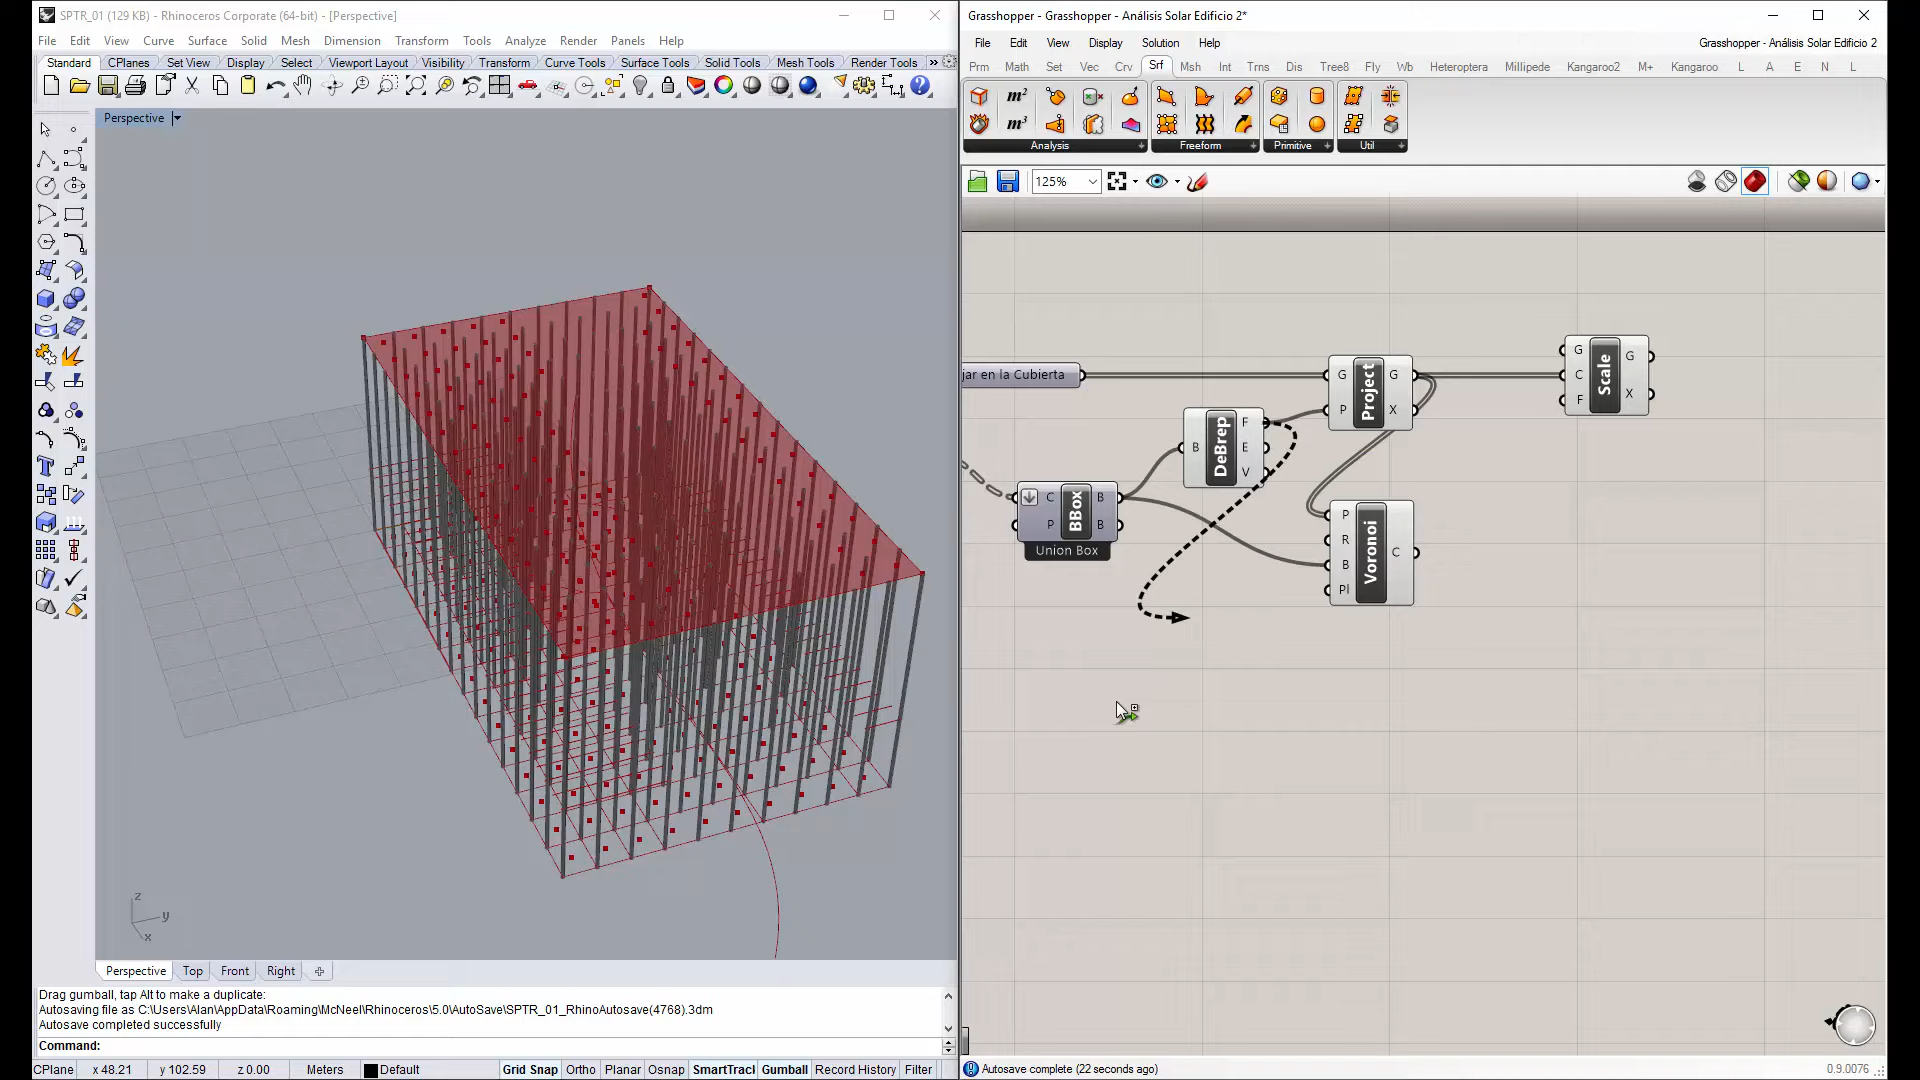 SPTR_01 (129 KB) - Rhinoceros Corporate (64-bit) - [Perspective]
File Edit View Curve Surface Solid Mesh Dimension Transform Tools Analyze Render Panels Help
Standard CPlanes Set View Display Select Viewport Layout Visibility Transform Curve Tools Surface Tools Solid Tools Mesh Tools Render Tools »
Perspective
z
y
x
Perspective Top Front Right
Drag gumball, tap Alt to make a duplicate:
Autosaving file as C:\Users\Alan\AppData\Roaming\McNeel\Rhinoceros\5.0\AutoSave\SPTR_01_RhinoAutosave(4768).3dm
Autosave completed successfully
Command:
CPlane x 48.21 y 102.59 z 0.00 Meters Default Grid Snap Ortho Planar Osnap SmartTracl Gumball Record History Filter
Grasshopper - Grasshopper - Análisis Solar Edificio 2*
File Edit View Display Solution Help
Grasshopper - Análisis Solar Edificio 2
Prm Math Set Vec Crv Srf Msh Int Trns Dis Tree8 Fly Wb Heteroptera Millipede Kangaroo2 M+ Kangaroo L A E N L
m²
m³
Analysis Freeform Primitive Util
125%
jar en la Cubierta
G P Project G X
G C F Scale G X
B DeBrep F E V
C P BBox B B
Union Box
P R B Pl Voronoi C
Autosave complete (22 seconds ago)
0.9.0076